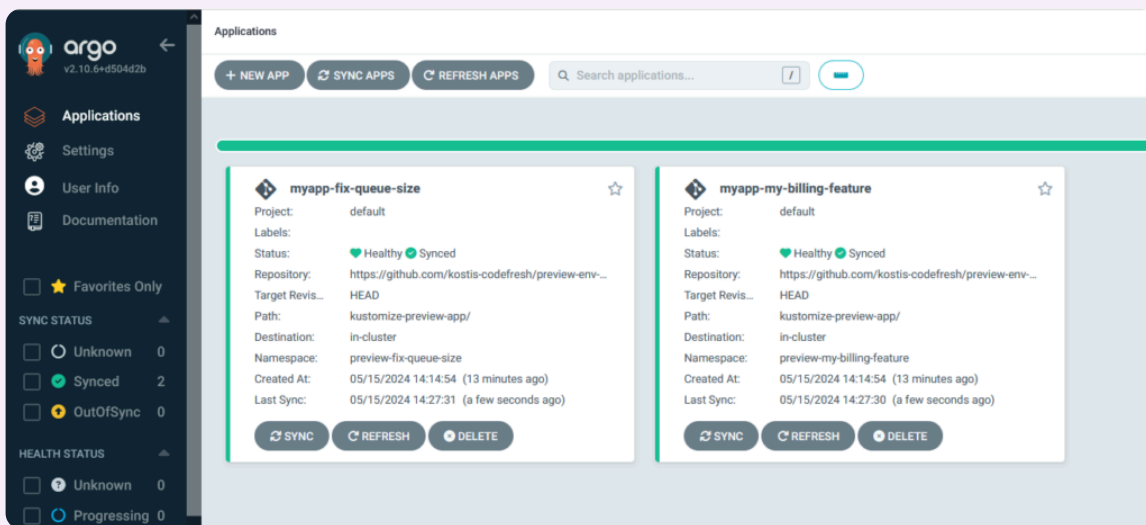 argo
v2.10.6+d504d2b
Applications
Settings
User Info
Documentation
Favorites Only
SYNC STATUS
Unknown 0
Synced 2
OutOfSync 0
HEALTH STATUS
Unknown 0
Progressing 0
Applications
+ NEW APP SYNC APPS REFRESH APPS Search applications... /
myapp-fix-queue-size
Project: default
Labels:
Status: Healthy Synced
Repository: https://github.com/kostis-codefresh/preview-env-...
Target Revis... HEAD
Path: kustomize-preview-app/
Destination: in-cluster
Namespace: preview-fix-queue-size
Created At: 05/15/2024 14:14:54 (13 minutes ago)
Last Sync: 05/15/2024 14:27:31 (a few seconds ago)
SYNC REFRESH DELETE
myapp-my-billing-feature
Project: default
Labels:
Status: Healthy Synced
Repository: https://github.com/kostis-codefresh/preview-env-...
Target Revis... HEAD
Path: kustomize-preview-app/
Destination: in-cluster
Namespace: preview-my-billing-feature
Created At: 05/15/2024 14:14:54 (13 minutes ago)
Last Sync: 05/15/2024 14:27:30 (a few seconds ago)
SYNC REFRESH DELETE